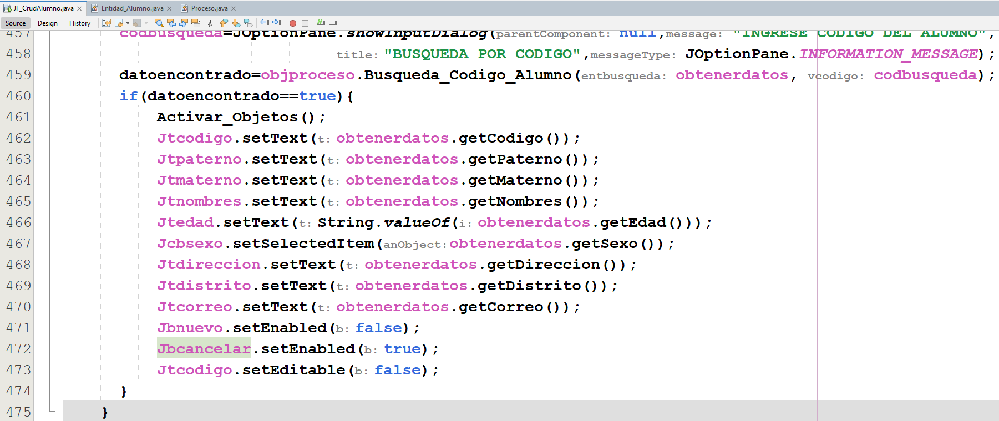 JF_CrudAlumno.java Entidad_Alumno.java Proceso.java
Source Design History
457 codbusqueda=JOptionPane.showInputDialog(parentComponent: null,message: "INGRESE CODIGO DEL ALUMNO",
458 title: "BUSQUEDA POR CODIGO",messageType: JOptionPane.INFORMATION_MESSAGE);
459 datoencontrado=objproceso.Busqueda_Codigo_Alumno(entbusqueda: obtenerdatos, vcodigo: codbusqueda);
460 if(datoencontrado==true){
461 Activar_Objetos();
462 Jtcodigo.setText(t: obtenerdatos.getCodigo());
463 Jtpaterno.setText(t: obtenerdatos.getPaterno());
464 Jtmaterno.setText(t: obtenerdatos.getMaterno());
465 Jtnombres.setText(t: obtenerdatos.getNombres());
466 Jtedad.setText(t: String.valueOf(i: obtenerdatos.getEdad()));
467 Jcbsexo.setSelectedItem(anObject: obtenerdatos.getSexo());
468 Jtdireccion.setText(t: obtenerdatos.getDireccion());
469 Jtdistrito.setText(t: obtenerdatos.getDistrito());
470 Jtcorreo.setText(t: obtenerdatos.getCorreo());
471 Jbnuevo.setEnabled(b: false);
472 Jbcancelar.setEnabled(b: true);
473 Jtcodigo.setEditable(b: false);
474 }
475 }